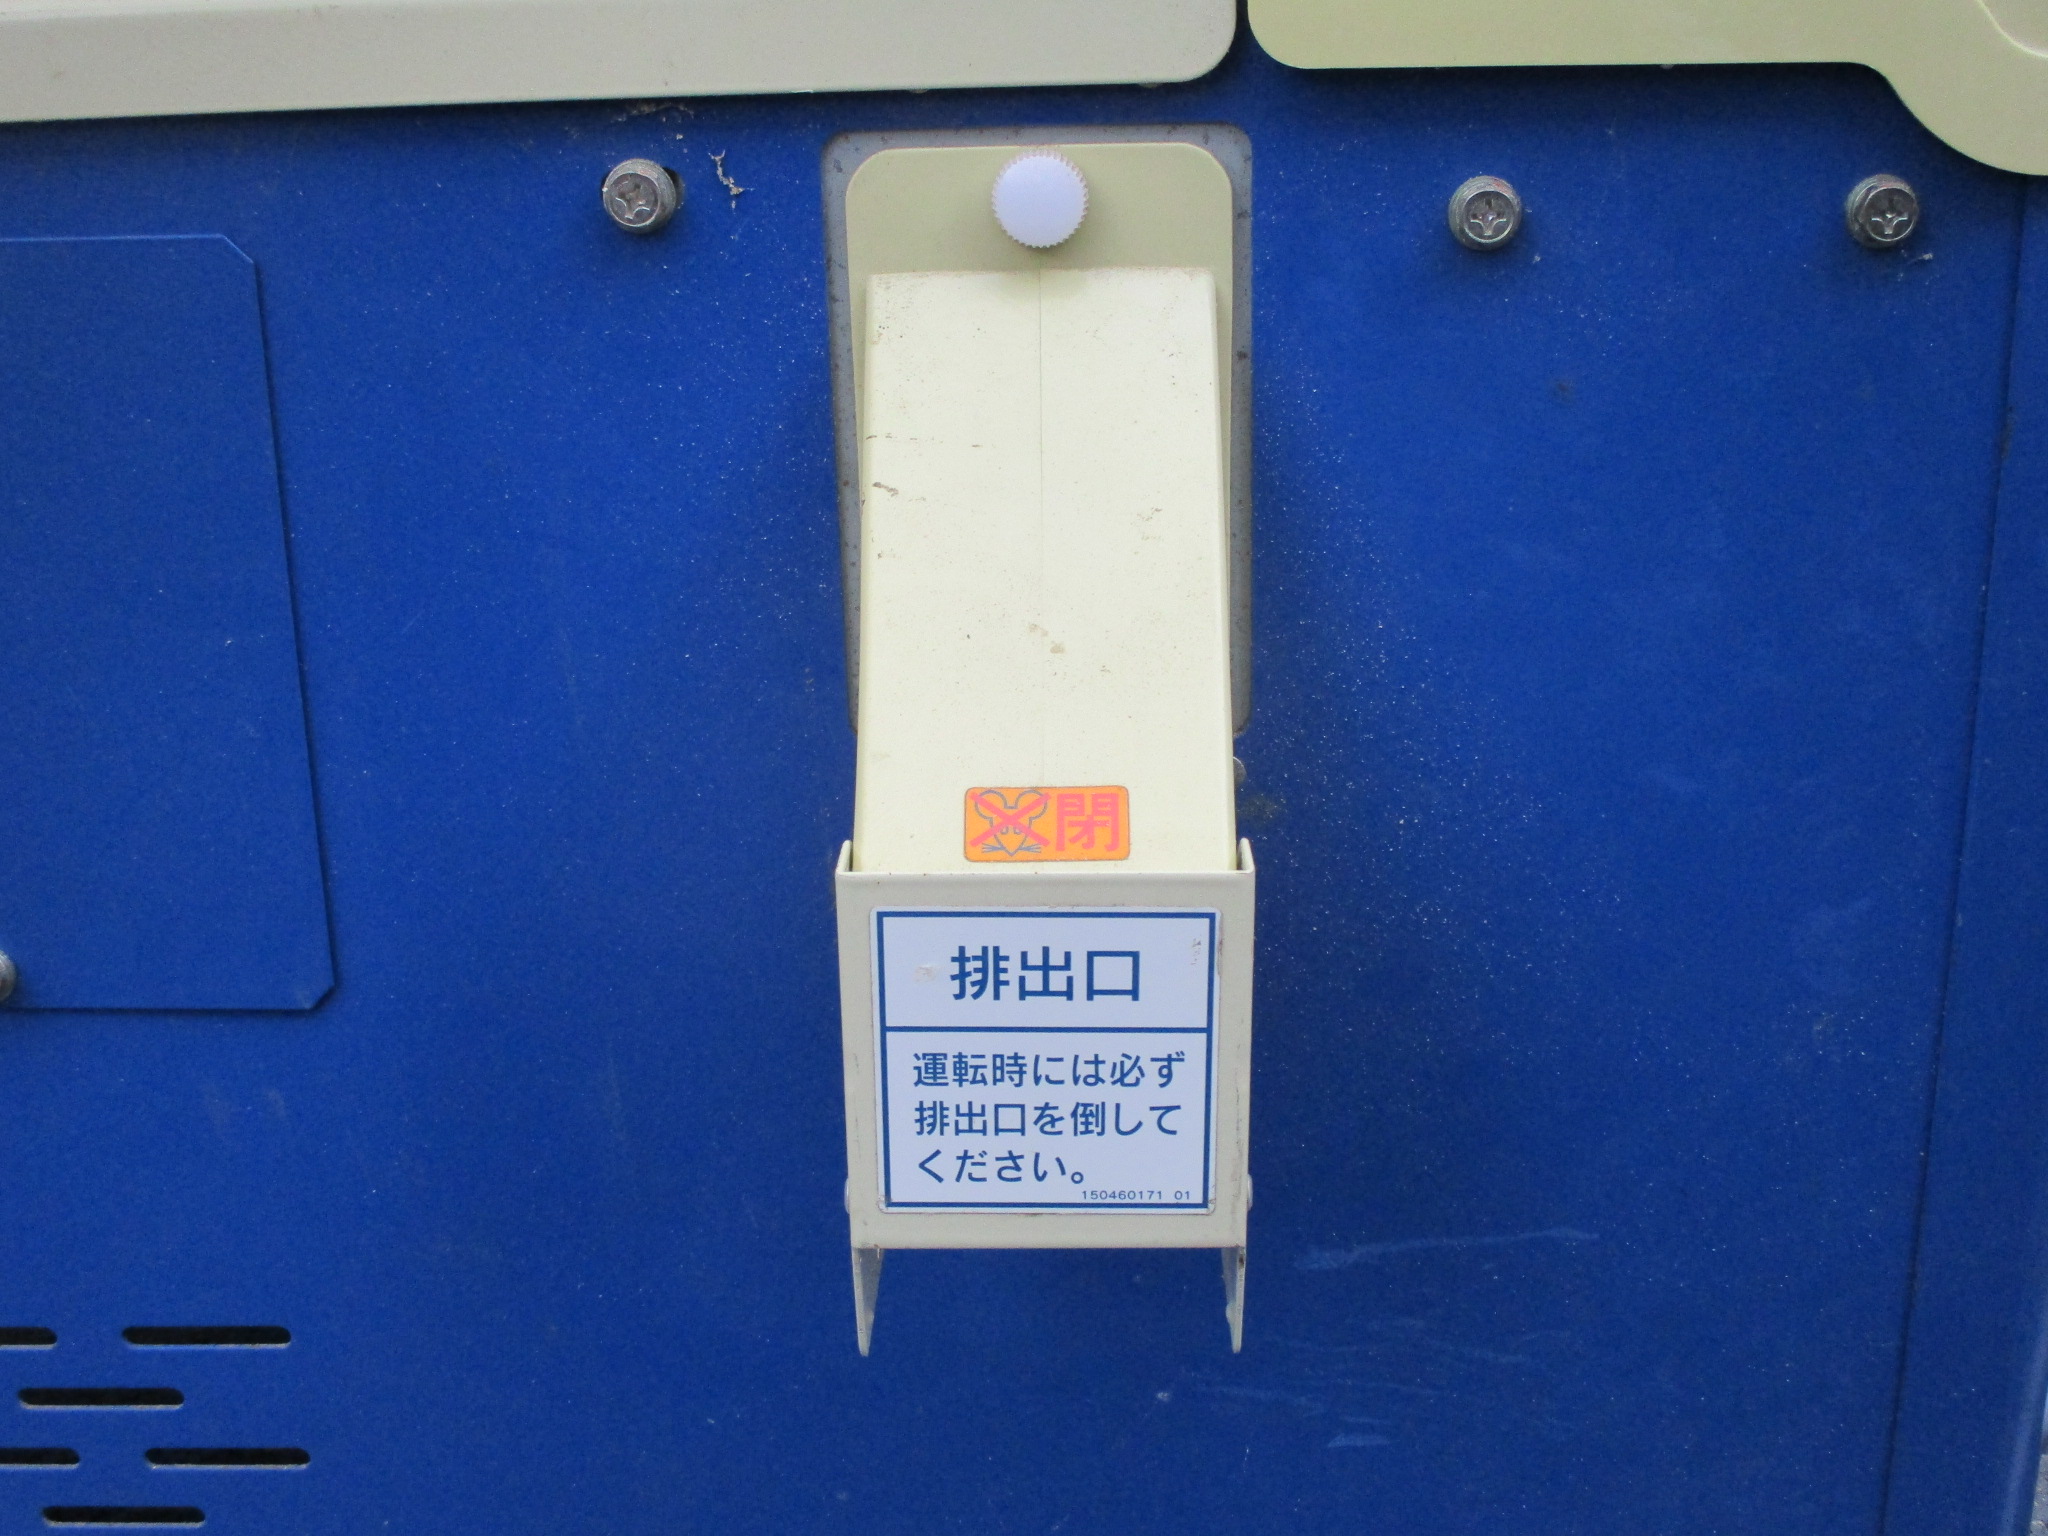 閉
排出口
運転時には必ず
排出口を倒して
ください。
150460171 01